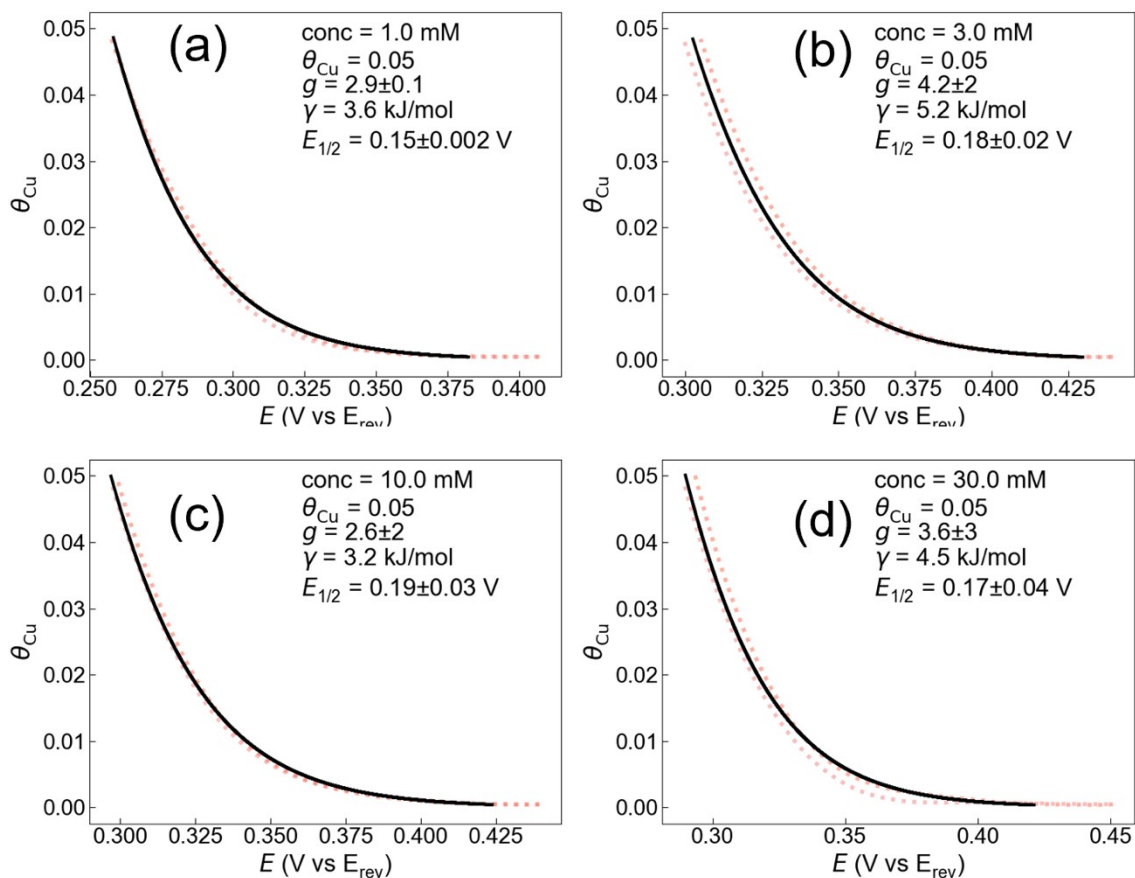 (a)
conc = 1.0 mM
θCu = 0.05
g = 2.9±0.1
γ = 3.6 kJ/mol
E1/2 = 0.15±0.002 V
θCu
0.05
0.04
0.03
0.02
0.01
0.00
0.250 0.275 0.300 0.325 0.350 0.375 0.400
E (V vs Erev)
(b)
conc = 3.0 mM
θCu = 0.05
g = 4.2±2
γ = 5.2 kJ/mol
E1/2 = 0.18±0.02 V
θCu
0.05
0.04
0.03
0.02
0.01
0.00
0.300 0.325 0.350 0.375 0.400 0.425
E (V vs Erev)
(c)
conc = 10.0 mM
θCu = 0.05
g = 2.6±2
γ = 3.2 kJ/mol
E1/2 = 0.19±0.03 V
θCu
0.05
0.04
0.03
0.02
0.01
0.00
0.300 0.325 0.350 0.375 0.400 0.425
E (V vs Erev)
(d)
conc = 30.0 mM
θCu = 0.05
g = 3.6±3
γ = 4.5 kJ/mol
E1/2 = 0.17±0.04 V
θCu
0.05
0.04
0.03
0.02
0.01
0.00
0.30 0.35 0.40 0.45
E (V vs Erev)